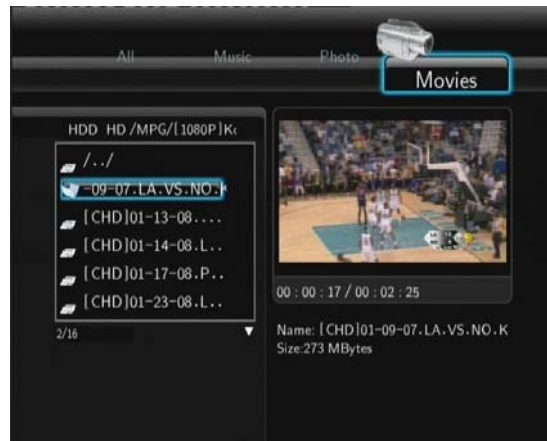 All Music Photo Movies
HDD HD/MPG/[1080P]K
/../
-09-07.LA.VS.NO.K
[CHD]01-13-08....
[CHD]01-14-08.L..
[CHD]01-17-08.P..
[CHD]01-23-08.L..
2/16
00 : 00 : 17 / 00 : 02 : 25
Name: [CHD]01-09-07.LA.VS.NO.K
Size:273 MBytes